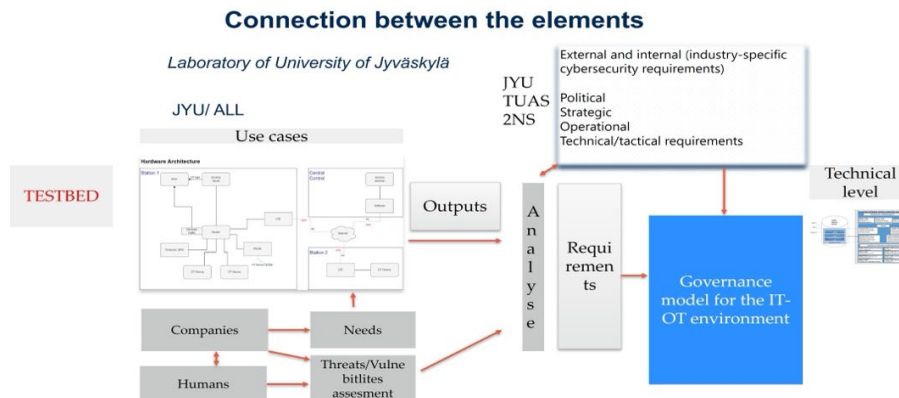 Connection between the elements
Laboratory of University of Jyväskylä
JYU/ ALL
Use cases
TESTBED
Hardware Architecture
Station 1
Central
Control
Station 2
Outputs
JYU
TUAS
2NS
External and internal (industry-specific
cybersecurity requirements)
Political
Strategic
Operational
Technical/tactical requirements
Analyse
Requi
remen
ts
Governance
model for the IT-
OT environment
Technical
level
Companies
Needs
Humans
Threats/Vulne
bitlites
assesment